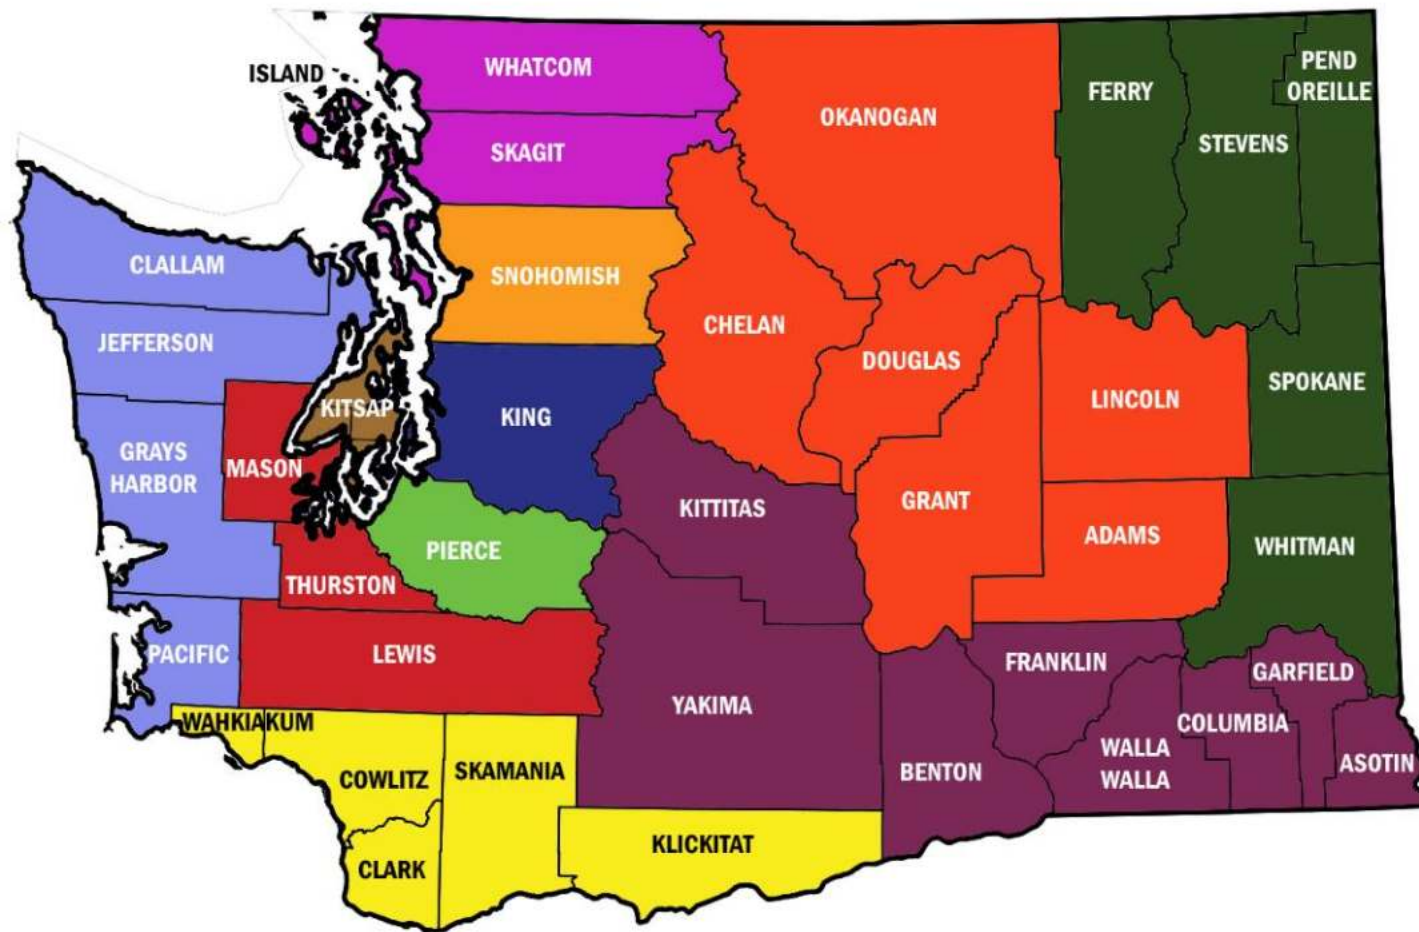 ISLAND
WHATCOM
SKAGIT
OKANOGAN
FERRY
STEVENS
PEND
OREILLE
CLALLAM
JEFFERSON
SNOHOMISH
CHELAN
DOUGLAS
LINCOLN
SPOKANE
GRAYS
HARBOR
MASON
KITSAP
KING
KITTITAS
GRANT
ADAMS
WHITMAN
THURSTON
PIERCE
PACIFIC
LEWIS
YAKIMA
FRANKLIN
GARFIELD
WAHKIAKUM
COWLITZ
SKAMANIA
BENTON
WALLA
WALLA
COLUMBIA
ASOTIN
CLARK
KLICKITAT